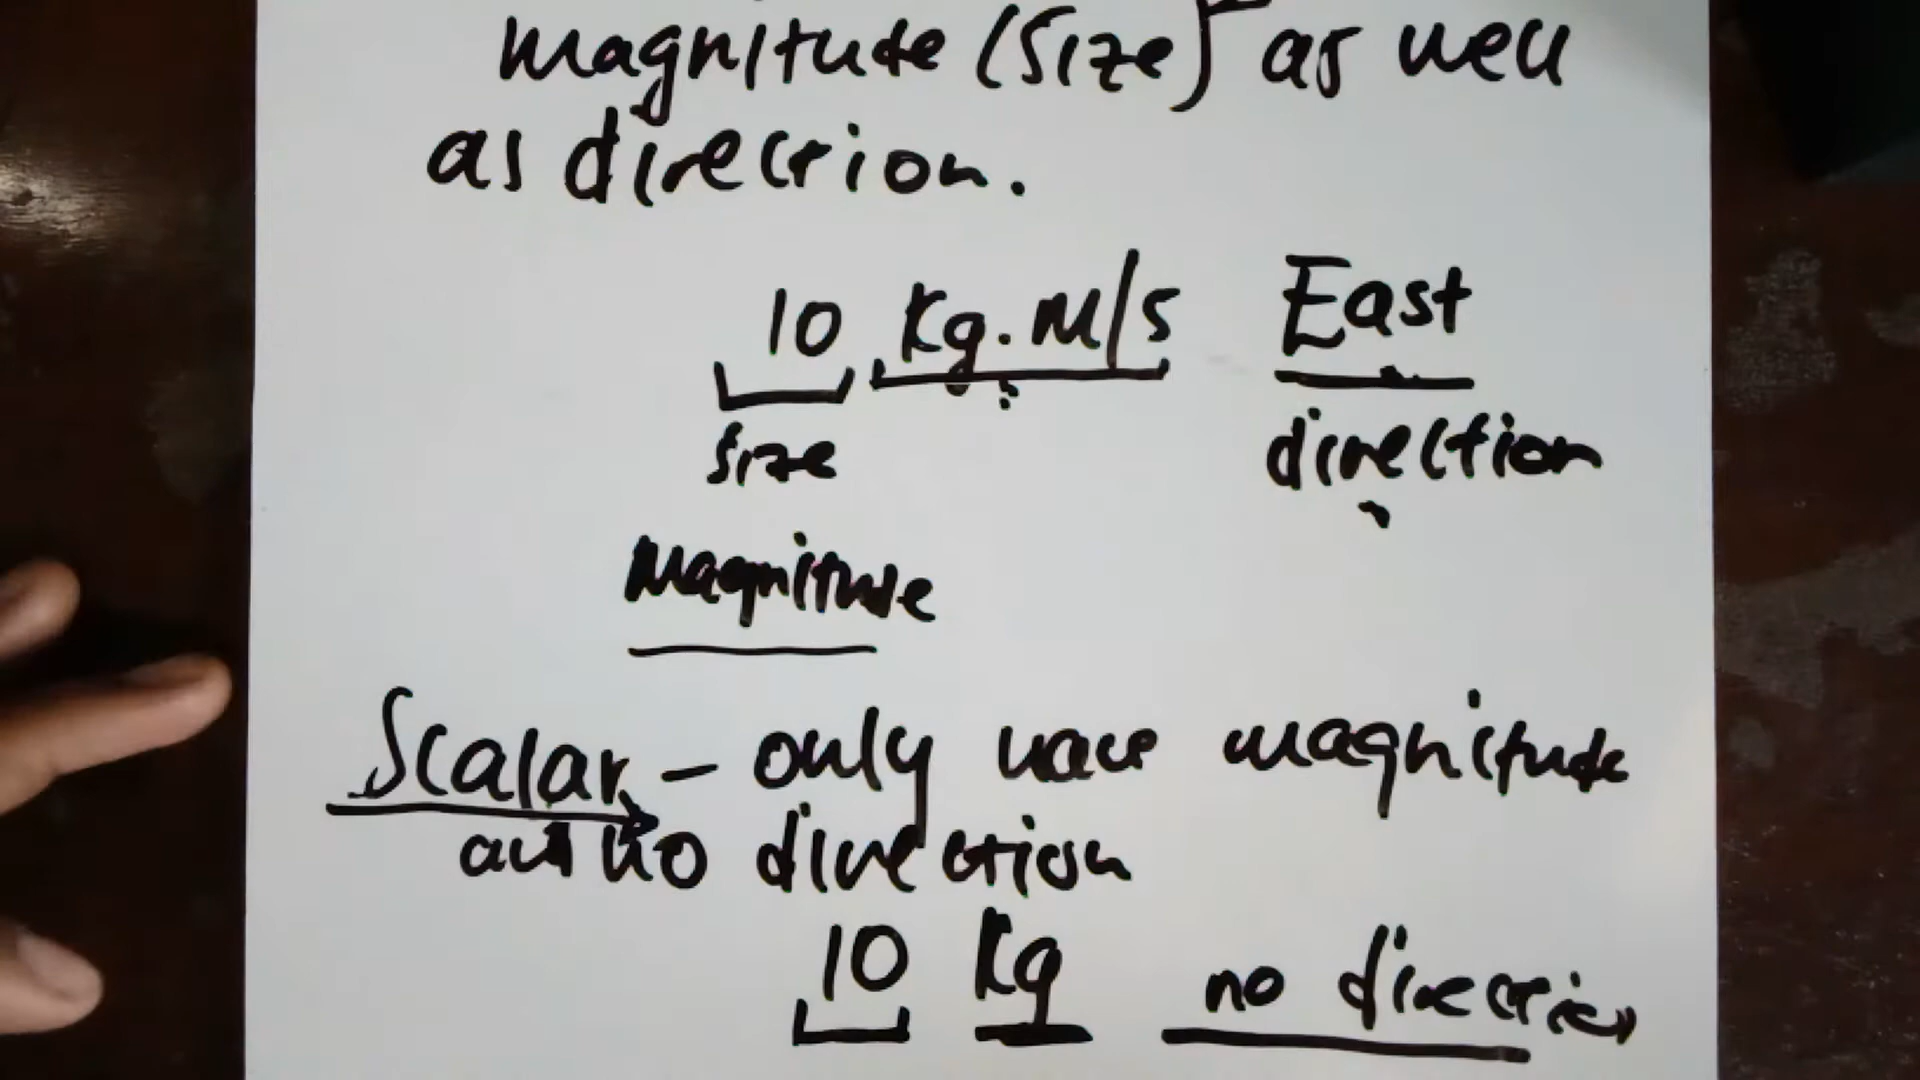 magnitude (size) as well
as direction.
10 kg.m/s East
size direction
magnitude
Scalar - only have magnitude
and no direction
10 kg no direction